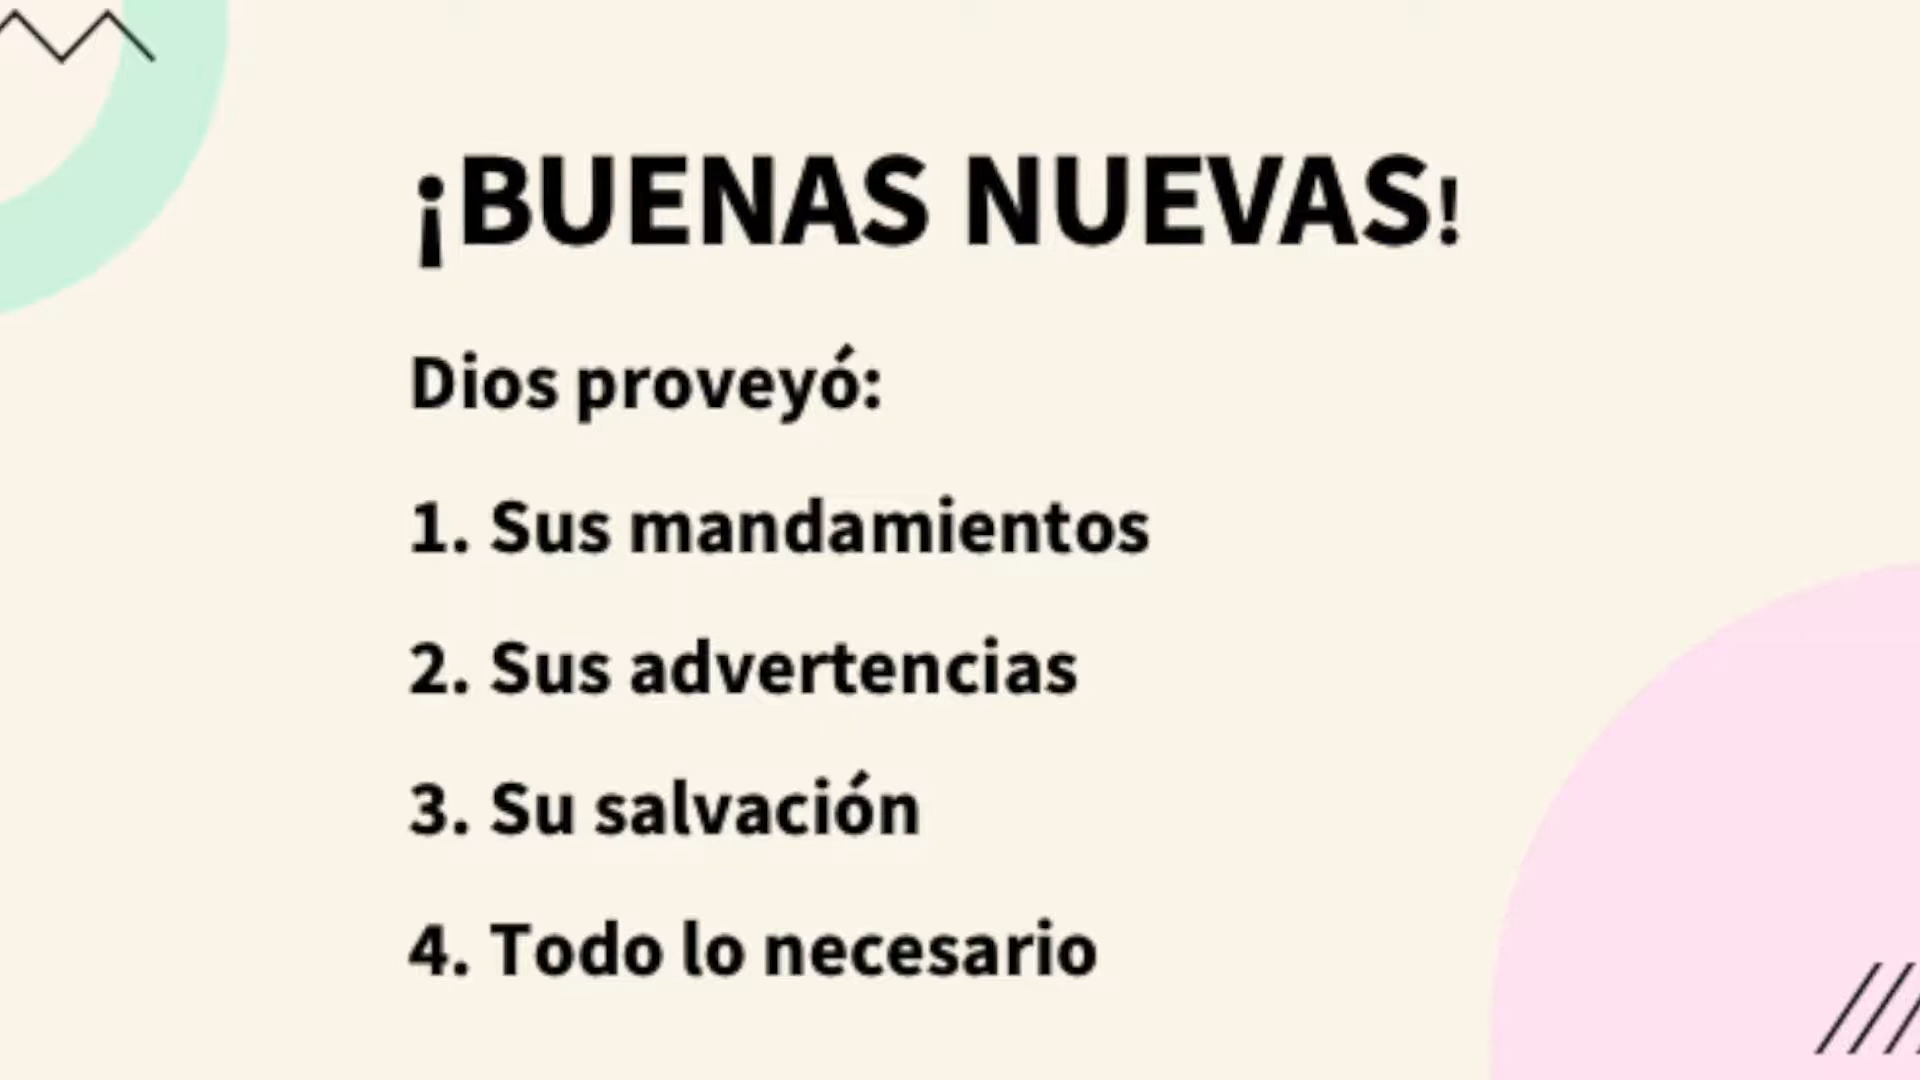 ¡BUENAS NUEVAS!
Dios proveyó:
1. Sus mandamientos
2. Sus advertencias
3. Su salvación
4. Todo lo necesario